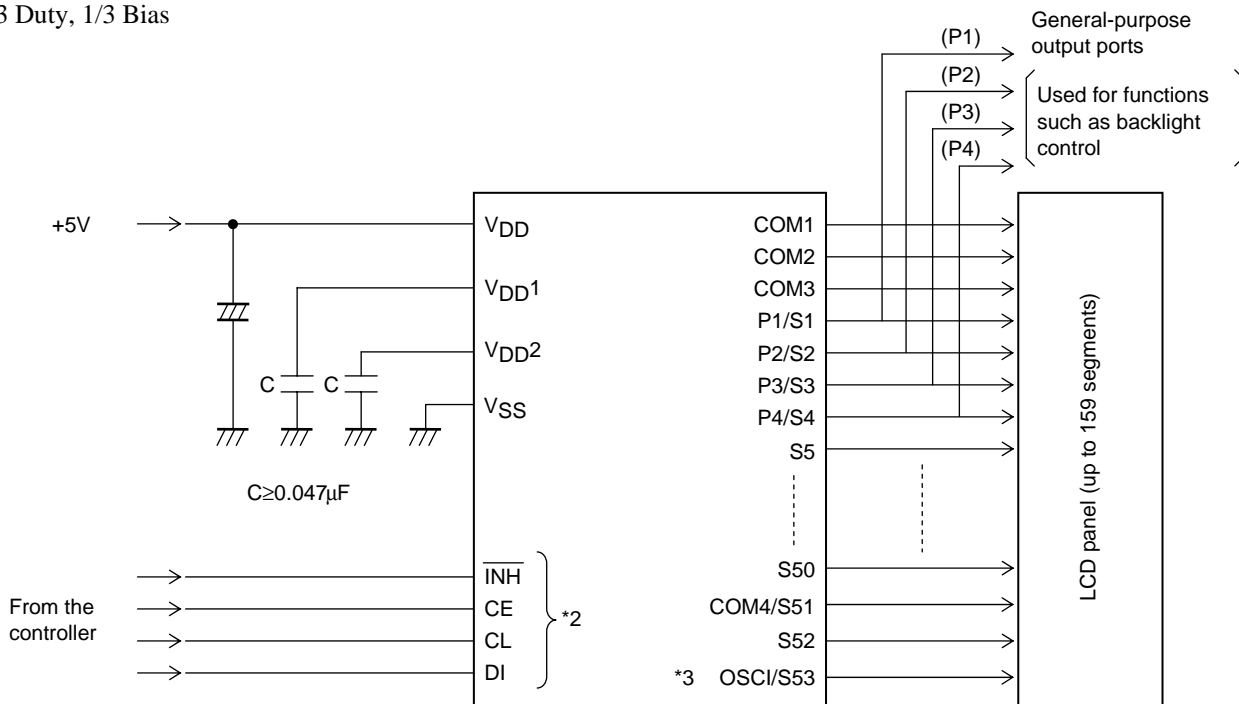 3 Duty, 1/3 Bias
General-purpose
output ports
(P1)
(P2)
(P3)
(P4)
Used for functions
such as backlight
control
+5V
VDD
VDD1
VDD2
VSS
C
C
C≥0.047μF
From the
controller
INH
CE
CL
DI
*2
COM1
COM2
COM3
P1/S1
P2/S2
P3/S3
P4/S4
S5
S50
COM4/S51
S52
*3 OSCI/S53
LCD panel (up to 159 segments)